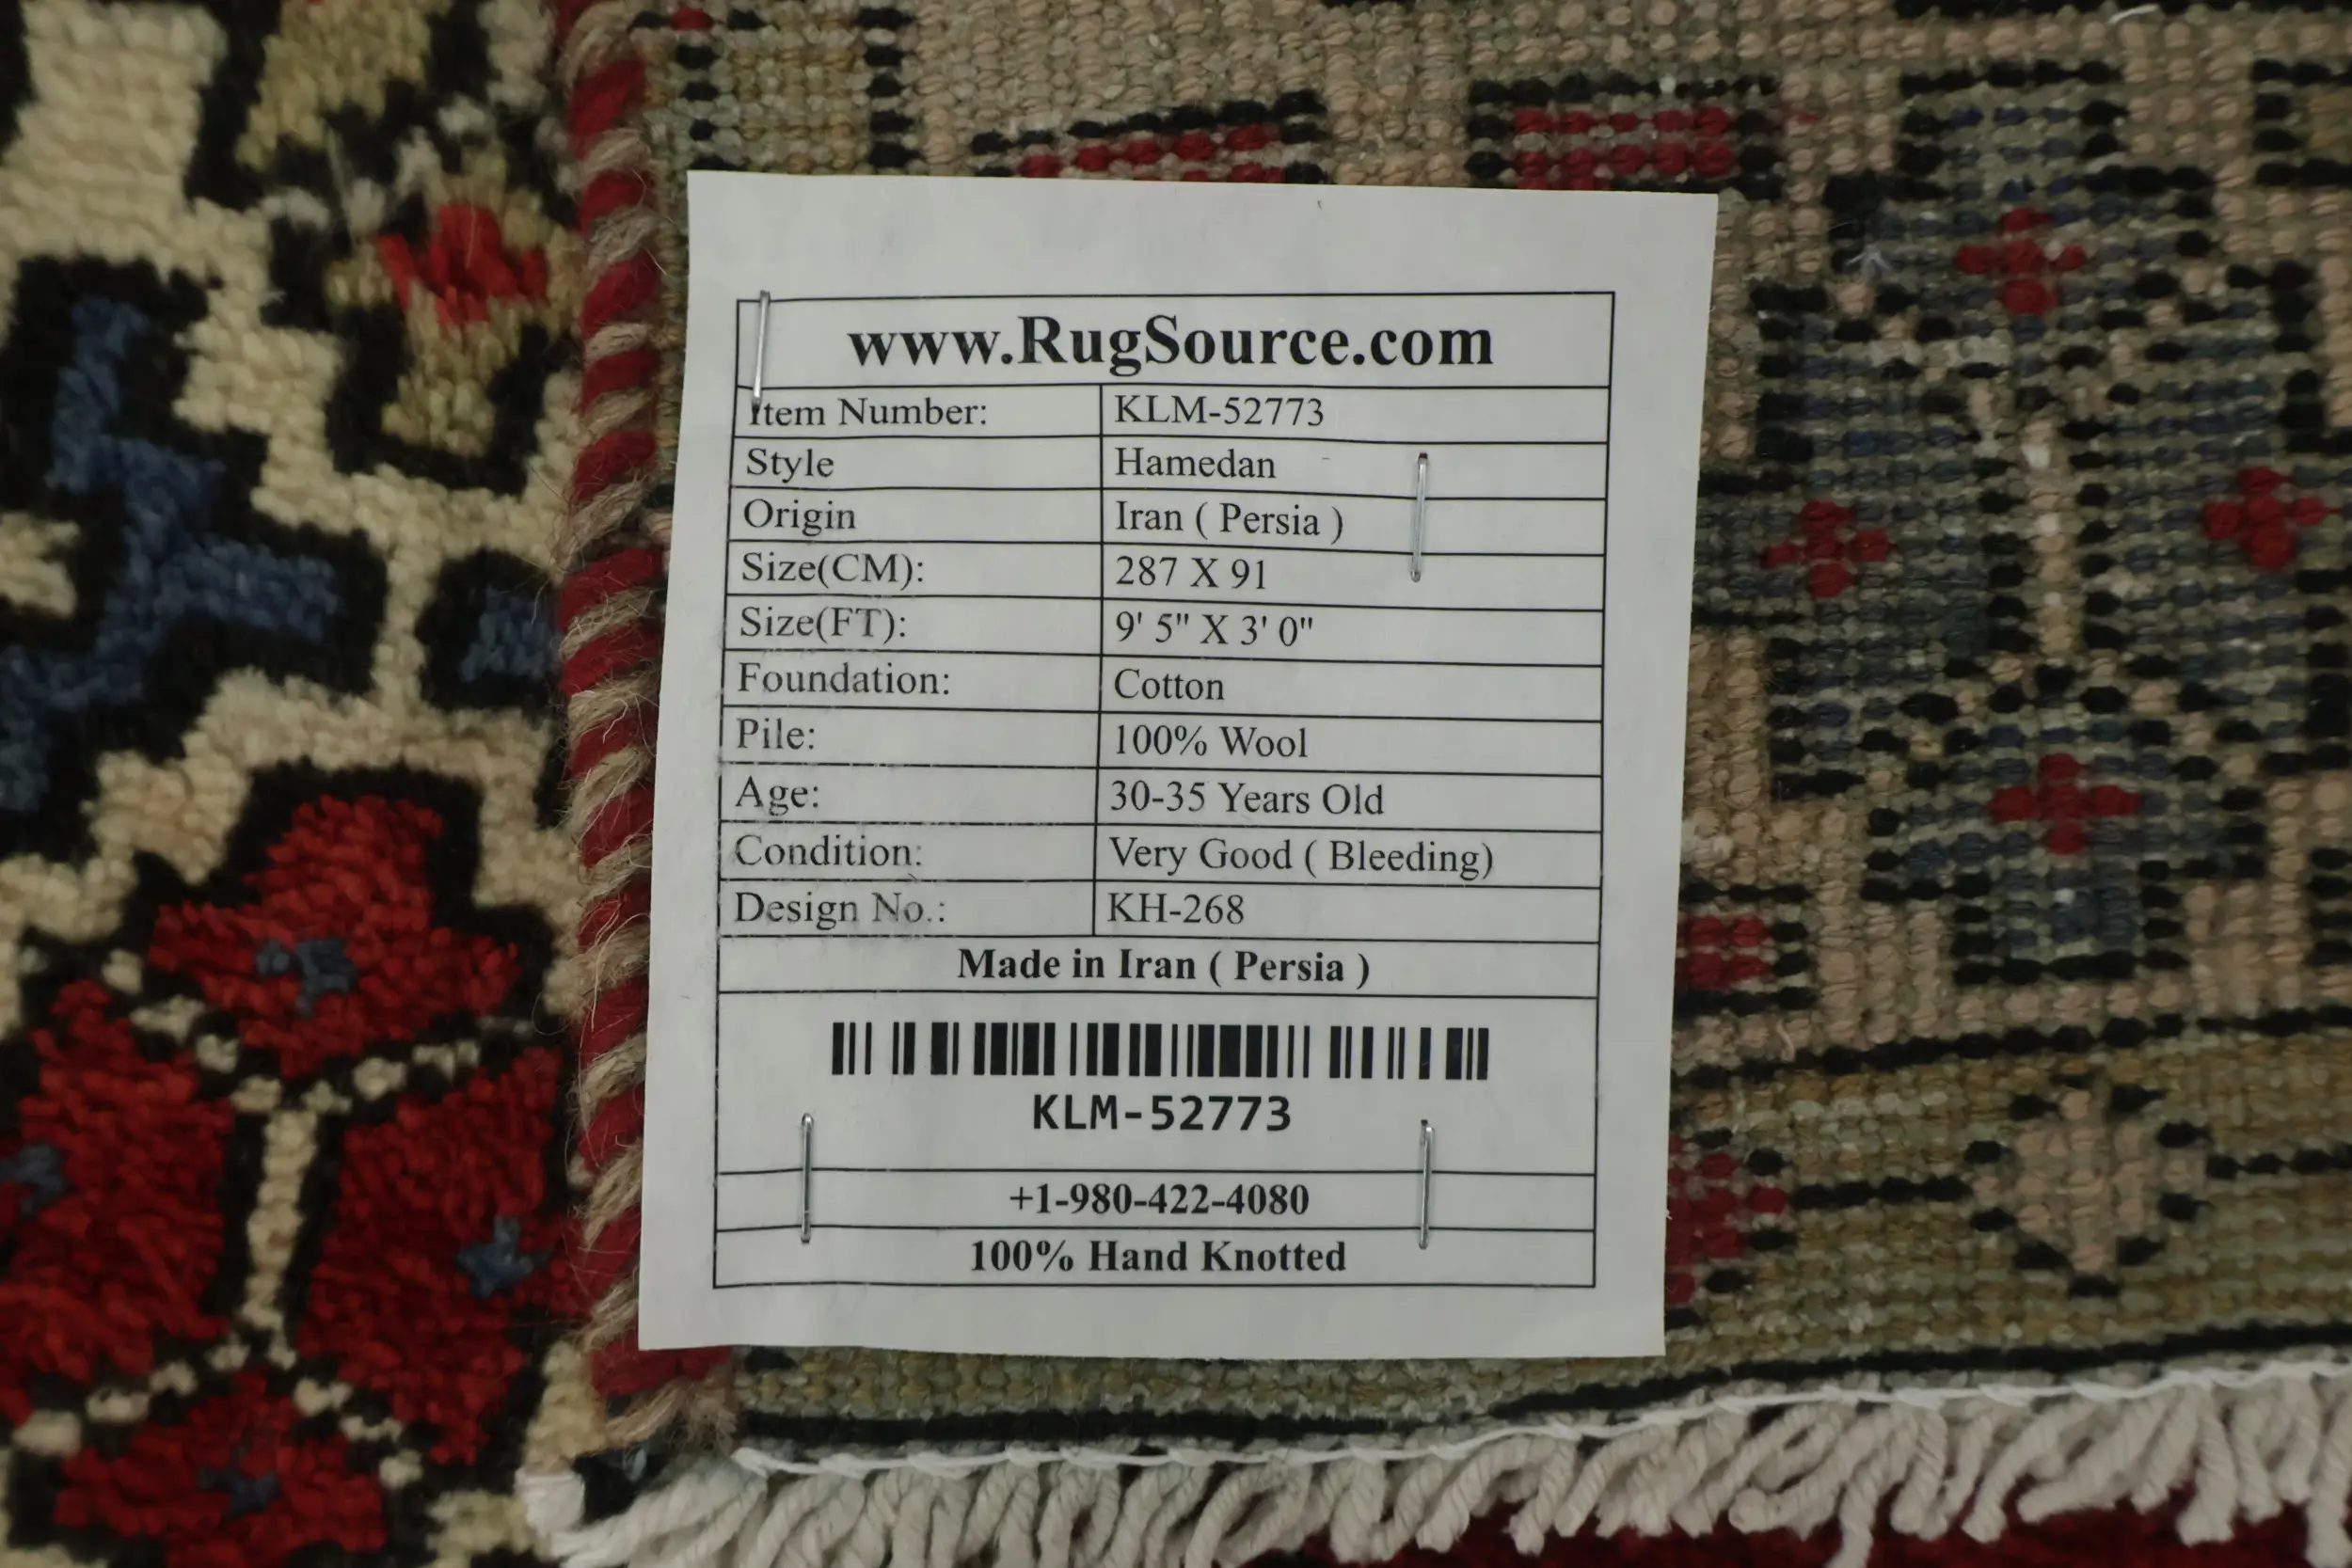 www.RugSource.com
Item Number: KLM-52773
Style Hamedan
Origin Iran ( Persia )
Size(CM): 287 X 91
Size(FT): 9' 5" X 3' 0"
Foundation: Cotton
Pile: 100% Wool
Age: 30-35 Years Old
Condition: Very Good ( Bleeding)
Design No.: KH-268
Made in Iran ( Persia )
KLM-52773
+1-980-422-4080
100% Hand Knotted